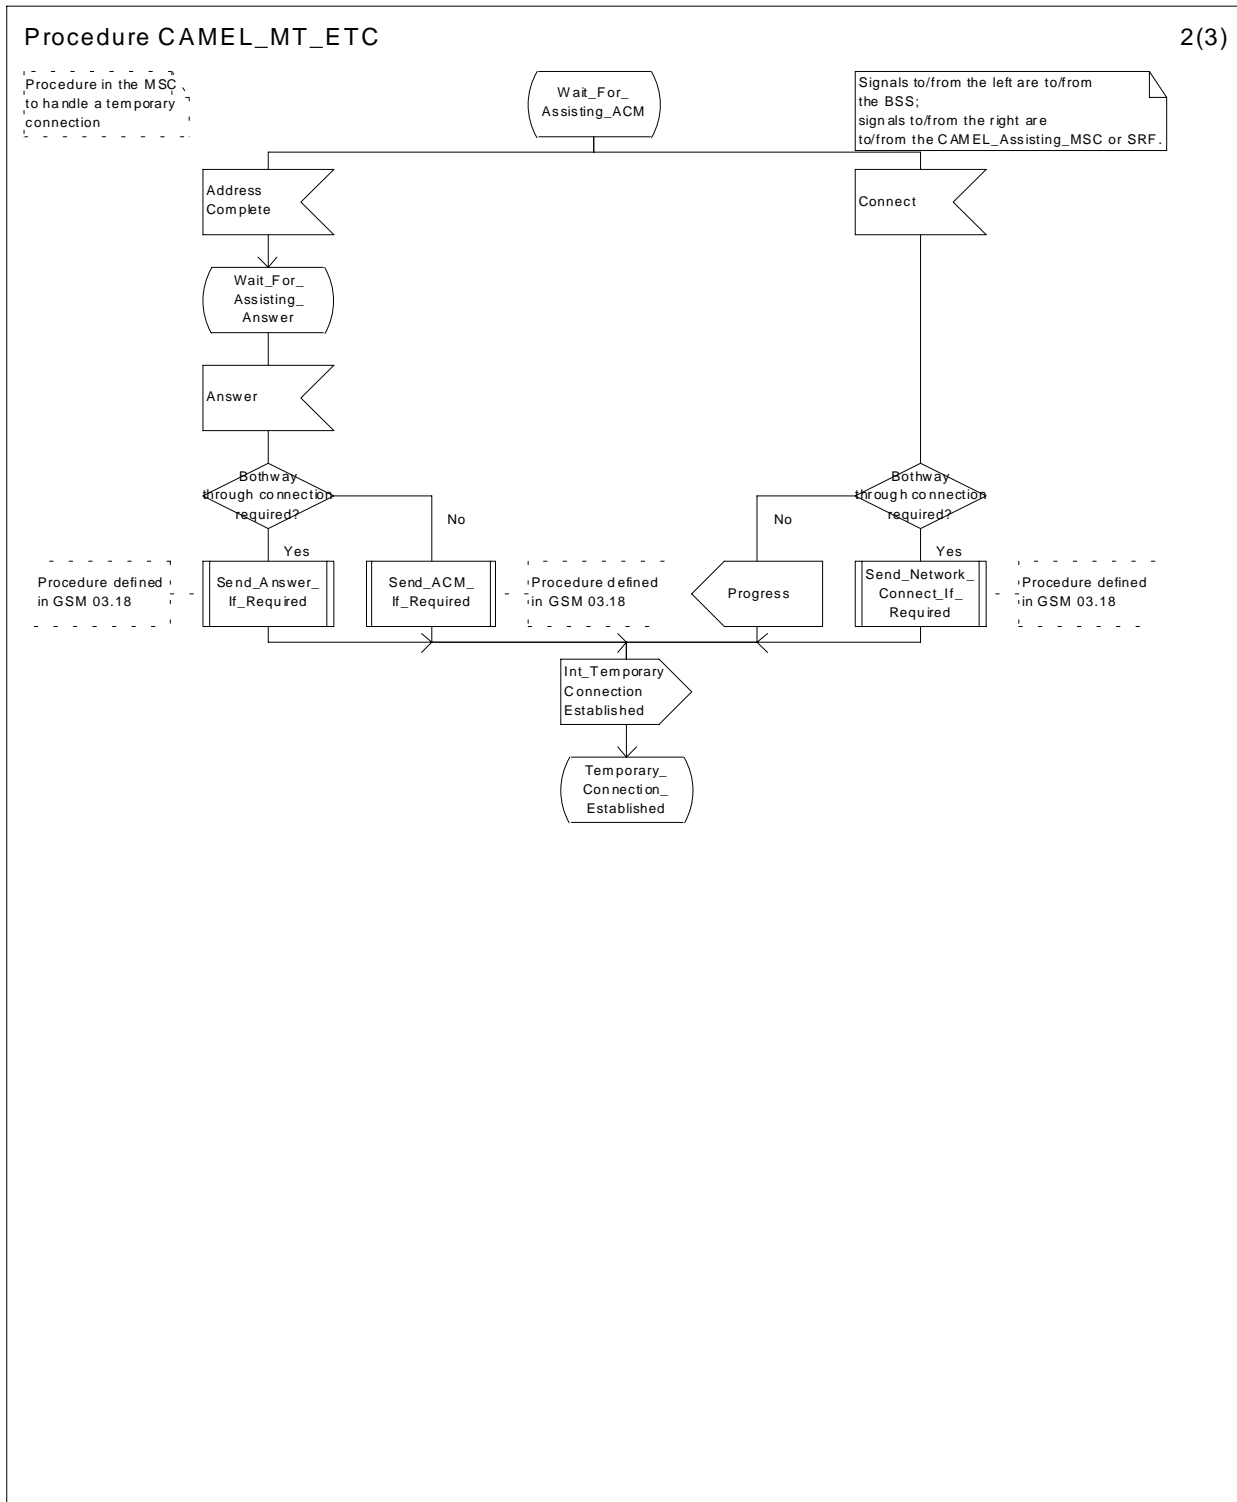 Procedure CAMEL_MT_ETC
2(3)
Procedure in the MSC
to handle a temporary
connection
Wait_For_
Assisting_ACM
Signals to/from the left are to/from
the BSS;
signals to/from the right are
to/from the CAMEL_Assisting_MSC or SRF.
Address
Complete
Connect
Wait_For_
Assisting_
Answer
Answer
Bothway
through connection
required?
No
Yes
Bothway
through connection
required?
No
Yes
Procedure defined
in GSM 03.18
Send_Answer_
If_Required
Send_ACM_
If_Required
Procedure defined
in GSM 03.18
Progress
Send_Network_
Connect_If_
Required
Procedure defined
in GSM 03.18
Int_Temporary
Connection
Established
Temporary_
Connection_
Established